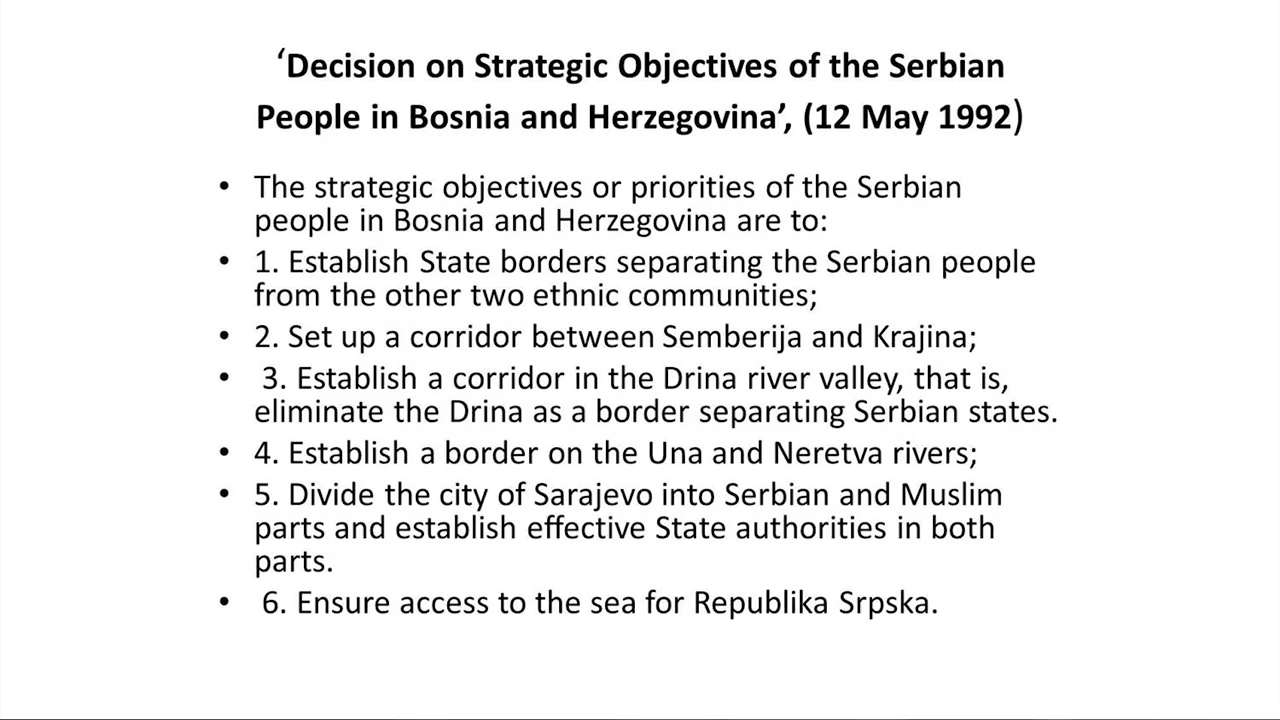 ‘Decision on Strategic Objectives of the Serbian
People in Bosnia and Herzegovina’, (12 May 1992)
• The strategic objectives or priorities of the Serbian
people in Bosnia and Herzegovina are to:
• 1. Establish State borders separating the Serbian people
from the other two ethnic communities;
• 2. Set up a corridor between Semberija and Krajina;
• 3. Establish a corridor in the Drina river valley, that is,
eliminate the Drina as a border separating Serbian states.
• 4. Establish a border on the Una and Neretva rivers;
• 5. Divide the city of Sarajevo into Serbian and Muslim
parts and establish effective State authorities in both
parts.
• 6. Ensure access to the sea for Republika Srpska.